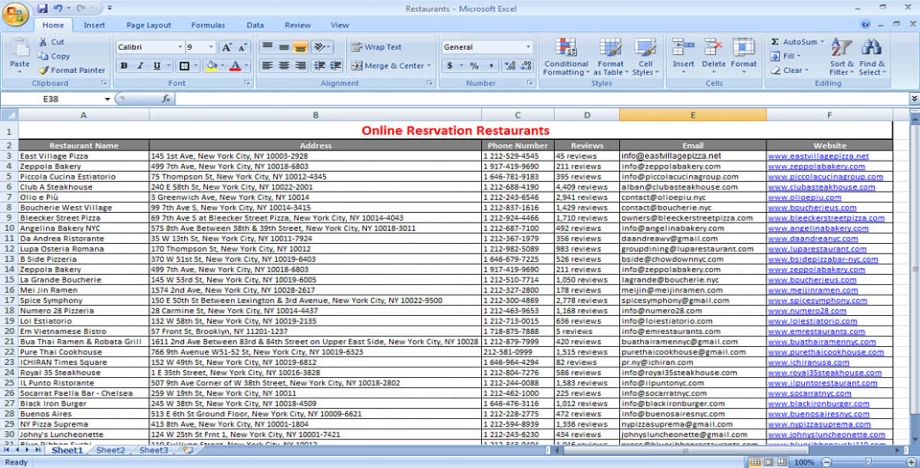 Restaurants - Microsoft Excel
Home Insert Page Layout Formulas Data Review View
Cut
Copy
Format Painter
Paste
Clipboard
Calibri 9
B I U
Font
Wrap Text
Merge & Center
Alignment
General
$ % ,
Number
Conditional Formatting
Format as Table
Cell Styles
Styles
Insert Delete Format
Cells
AutoSum
Fill
Clear
Sort & Filter
Find & Select
Editing
E38 fx
A B C D E F
1 Online Resrvation Restaurants
2 Restaurant Name Address Phone Number Reviews Email Website
3 East Village Pizza 145 1st Ave, New York City, NY 10003-2928 1 212-529-4545 45 reviews info@eastvillagepizza.net www.eastvillagepizza.net
4 Zeppola Bakery 499 7th Ave, New York City, NY 10018-6803 1 917-419-9690 211 reviews info@zeppolabakery.com www.zeppolabakery.com
5 Piccola Cucina Estiatorio 75 Thompson St, New York City, NY 10012-4345 1 646-781-9183 395 reviews info@piccolacucinagroup.com www.piccolacucinagroup.com
6 Club A Steakhouse 240 E 58th St, New York City, NY 10022-2001 1 212-688-4190 4,409 reviews alban@clubasteakhouse.com www.clubasteakhouse.com
7 Olio e Più 3 Greenwich Ave, New York City, NY 10014 1 212-243-6546 2,941 reviews contact@olioepiu.nyc www.olioepiu.com
8 Boucherie West Village 99 7th Ave S, New York City, NY 10014-3415 1 212-837-1616 1,429 reviews contact@boucherie.nyc www.boucherieus.com
9 Bleecker Street Pizza 69 7th Ave S at Bleecker Street Pizza, New York City, NY 10014-4043 1 212-924-4466 1,710 reviews owners@bleeckerstreetpizza.com www.bleeckerstreetpizza.com
10 Angelina Bakery NYC 575 8th Ave Between 38th & 39th Street, New York City, NY 10018-3011 1 212-687-7100 492 reviews info@angelinabakery.com www.angelinabakery.com
11 Da Andrea Ristorante 35 W 13th St, New York City, NY 10011-7924 1 212-367-1979 356 reviews daandreawv@gmail.com www.daandreanyc.com
12 Lupa Osteria Romana 170 Thompson St, New York City, NY 10012 1 212-982-5089 983 reviews groupdining@luparestaurant.com www.luparestaurant.com
13 B Side Pizzeria 370 W 51st St, New York City, NY 10019-6403 1 646-679-7225 526 reviews bside@chowdownnyc.com www.bsidepizzabar-nyc.com
14 Zeppola Bakery 499 7th Ave, New York City, NY 10018-6803 1 917-419-9690 211 reviews info@zeppolabakery.com www.zeppolabakery.com
15 La Grande Boucherie 145 W 53rd St, New York City, NY 10019-6005 1 212-510-7714 1,050 reviews lagrande@boucherie.nyc www.boucherieus.com
16 Mei Jin Ramen 1574 2nd Ave, New York City, NY 10028-2617 1 212-327-2800 178 reviews meijin@meijinramen.com www.meijinramen.com
17 Spice Symphony 150 E 50th St Between Lexington & 3rd Avenue, New York City, NY 10022-9500 1 212-300-4869 2,778 reviews spicesymphony@gmail.com www.spicesymphony.com
18 Numero 28 Pizzeria 28 Carmine St, New York City, NY 10014-4437 1 212-463-9653 1,168 reviews info@numero28.com www.numero28.com
19 Loi Estiatorio 132 W 58th St, New York City, NY 10019-2135 1 212-713-0015 636 reviews info@loiestiatorio.com www.loiestiatorio.com
20 Em Vietnamese Bistro 57 Front St, Brooklyn, NY 11201-1237 1 718-875-7888 5 reviews info@emrestaurants.com www.emrestaurants.com
21 Bua Thai Ramen & Robata Grill 1611 2nd Ave Between 83rd & 84th Street on Upper East Side, New York City, NY 10028 1 212-879-7999 420 reviews buathairamen@gmail.com www.buathairamennyc.com
22 Pure Thai Cookhouse 766 9th Avenue W51-52 St, New York City, NY 10019-6323 212-581-0999 1,515 reviews purethaicookhouse@gmail.com www.purethaicookhouse.com
23 ICHIRAN Times Square 152 W 49th St, New York City, NY 10019-6812 1 646-964-4294 82 reviews pr.ny@ichiran.com www.ichiranusa.com
24 Royal 35 Steakhouse 1 E 35th Street, New York City, NY 10016-3828 1 212-804-7276 586 reviews info@royal35steakhouse.com www.royal35steakhouse.com
25 IL Punto Ristorante 507 9th Ave Corner of W 38th Street, New York City, NY 10018-2802 1 212-244-0088 1,583 reviews info@ilpuntonyc.com www.ilpuntorestaurant.com
26 Socarrat Paella Bar - Chelsea 259 W 19th St, New York City, NY 10011 1 212-462-1000 225 reviews info@socarratnyc.com www.socarratnyc.com
27 Black Iron Burger 245 W 38th St, New York City, NY 10018-4509 1 646-476-3116 1,012 reviews info@blackironburger.com www.blackironburger.com
28 Buenos Aires 513 E 6th St Ground Floor, New York City, NY 10009-6621 1 212-228-2775 472 reviews info@buenosairesnyc.com www.buenosairesnyc.com
29 NY Pizza Suprema 413 8th Ave, New York City, NY 10001-1804 1 212-594-8939 1,336 reviews nypizzasuprema@gmail.com www.nypizzasuprema.com
30 Johny's Luncheonette 124 W 25th St Frnt 1, New York City, NY 10001-7421 1 212-243-6230 434 reviews johnysluncheonette@gmail.com www.johnysluncheonette.com
Sheet1 Sheet2 Sheet3
Ready 100%